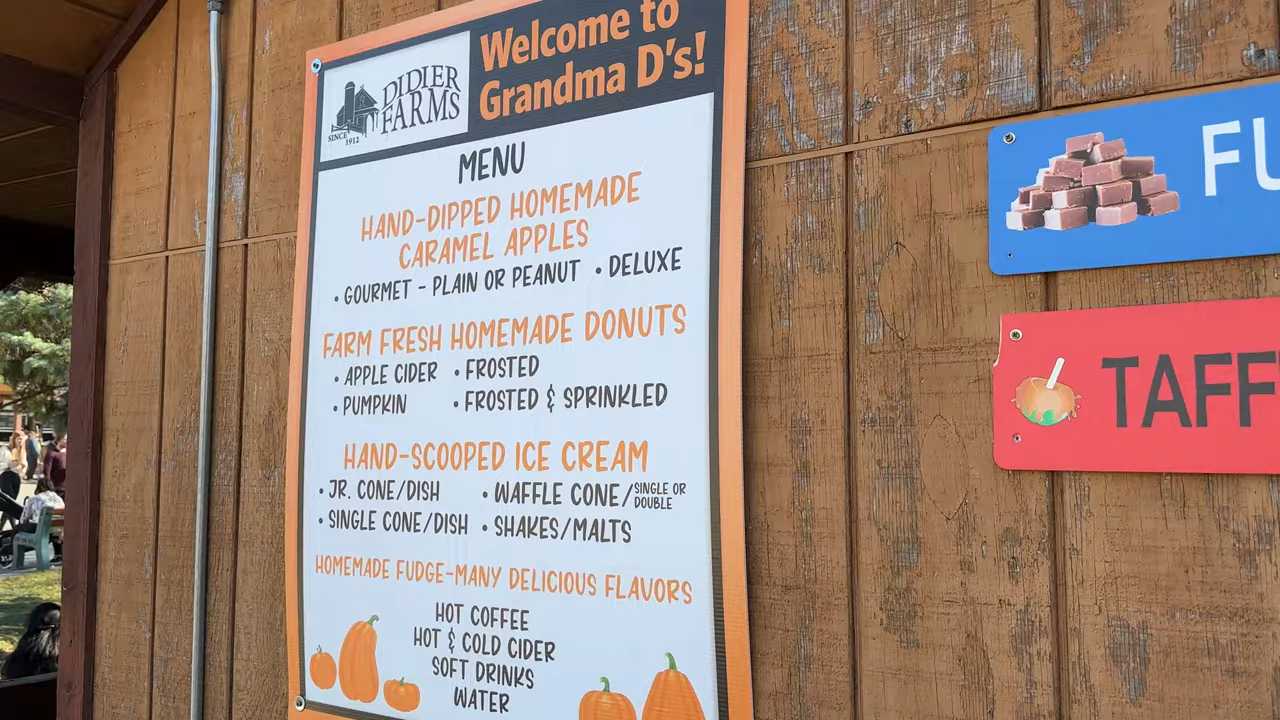 DIDIER
FARMS
SINCE
1912
Welcome to
Grandma D's!
MENU
HAND-DIPPED HOMEMADE
CARAMEL APPLES
• GOURMET - PLAIN OR PEANUT • DELUXE
FARM FRESH HOMEMADE DONUTS
• APPLE CIDER • FROSTED
• PUMPKIN • FROSTED & SPRINKLED
HAND-SCOOPED ICE CREAM
• JR. CONE/DISH • WAFFLE CONE/SINGLE OR DOUBLE
• SINGLE CONE/DISH • SHAKES/MALTS
HOMEMADE FUDGE-MANY DELICIOUS FLAVORS
HOT COFFEE
HOT & COLD CIDER
SOFT DRINKS
WATER
FU
TAFF